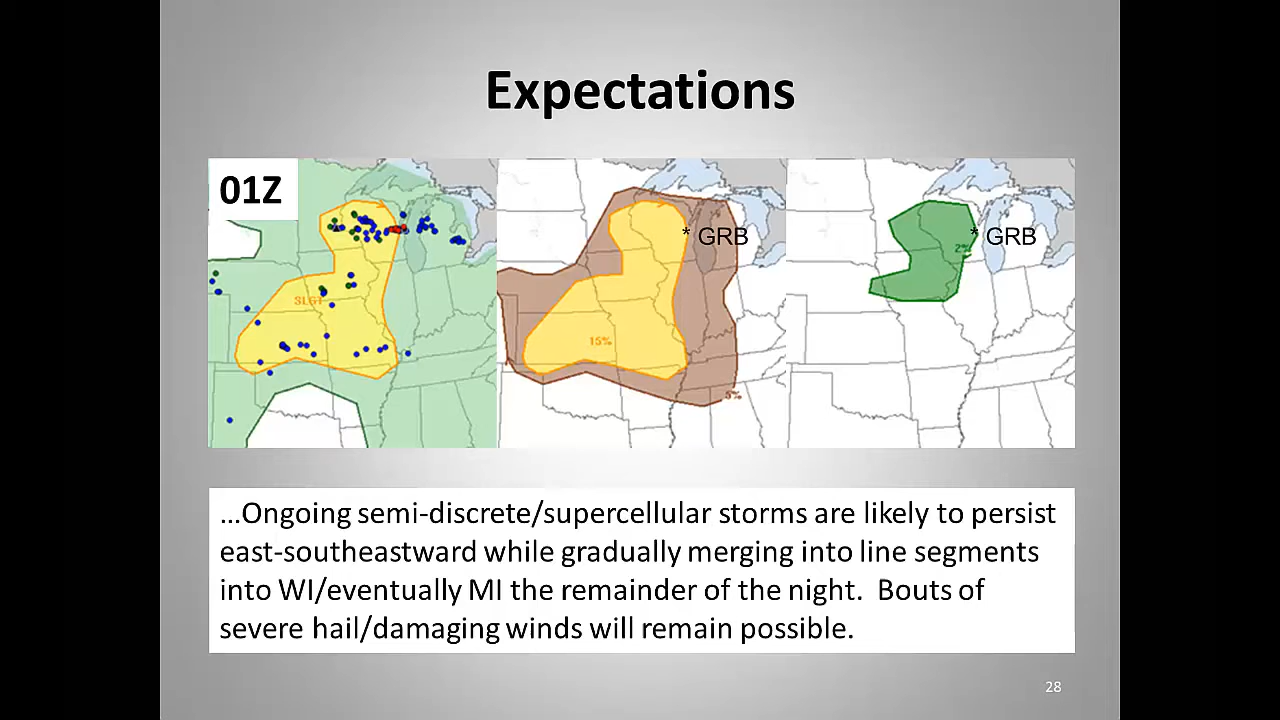 Expectations
01Z
SLGT
* GRB
15%
5%
* GRB
2%
…Ongoing semi-discrete/supercellular storms are likely to persist
east-southeastward while gradually merging into line segments
into WI/eventually MI the remainder of the night.  Bouts of
severe hail/damaging winds will remain possible.
28